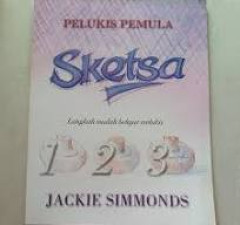 PELUKIS PEMULA
Sketsa
Langkah mudah belajar melukis
1 2 3
JACKIE SIMMONDS